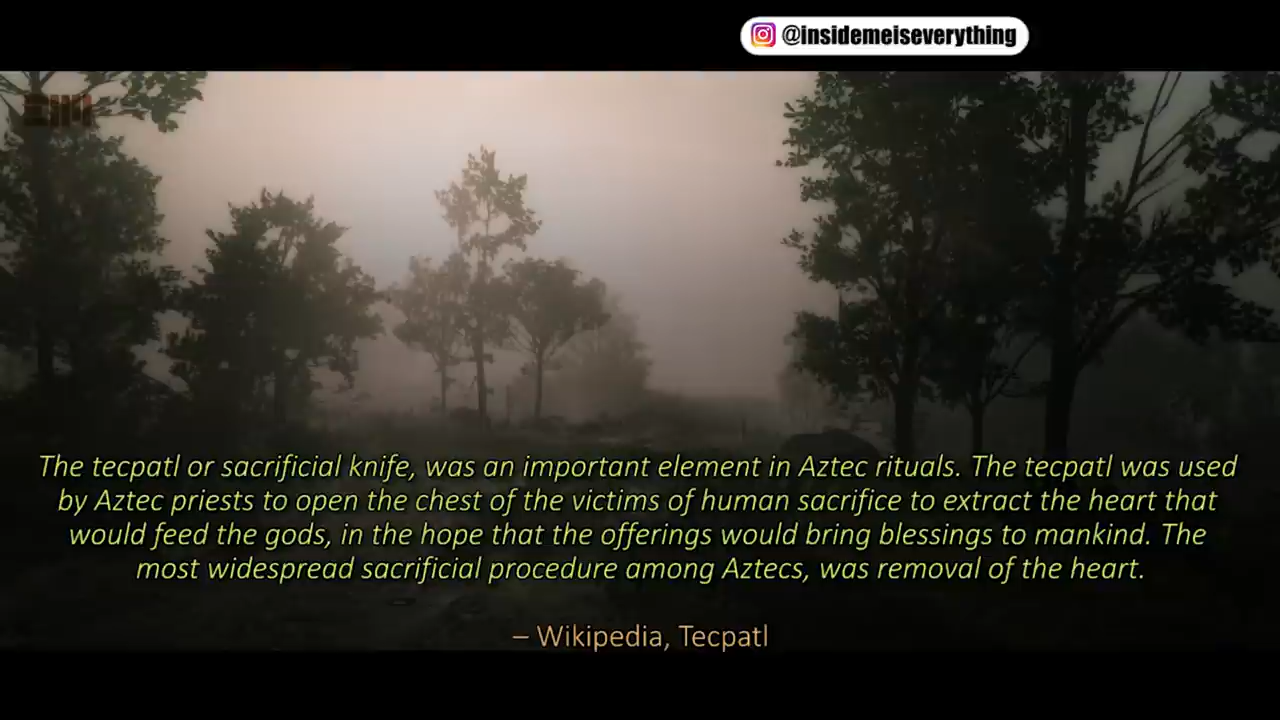 @insidemeiseverything
The tecpatl or sacrificial knife, was an important element in Aztec rituals. The tecpatl was used
by Aztec priests to open the chest of the victims of human sacrifice to extract the heart that
would feed the gods, in the hope that the offerings would bring blessings to mankind. The
most widespread sacrificial procedure among Aztecs, was removal of the heart.
– Wikipedia, Tecpatl